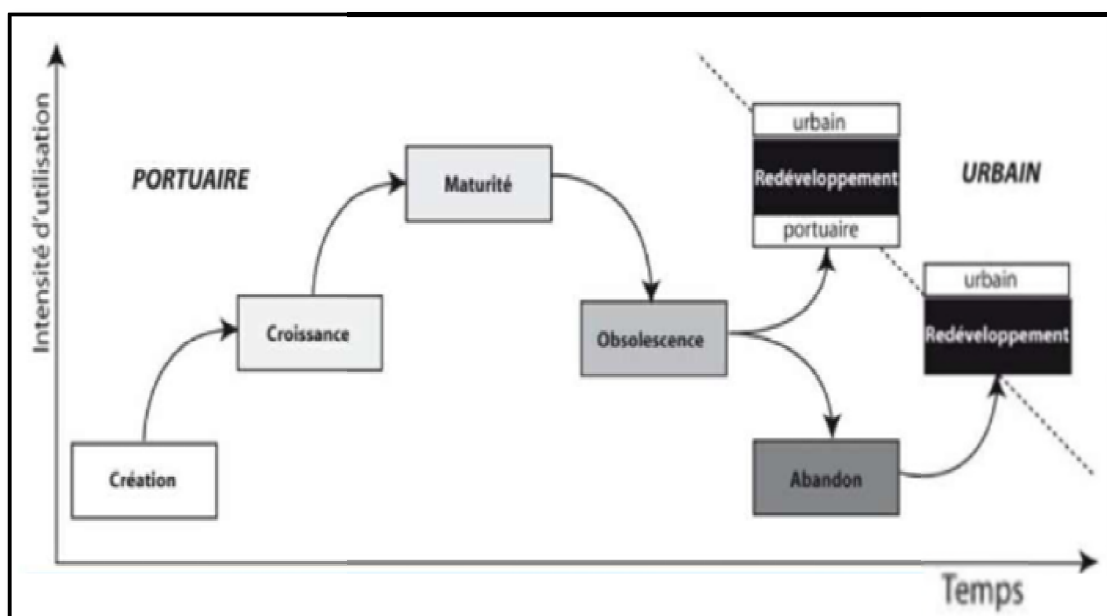 Intensité d'utilisation
PORTUAIRE
URBAIN
Création
Croissance
Maturité
Obsolescence
urbain
Redéveloppement
portuaire
Abandon
urbain
Redéveloppement
Temps